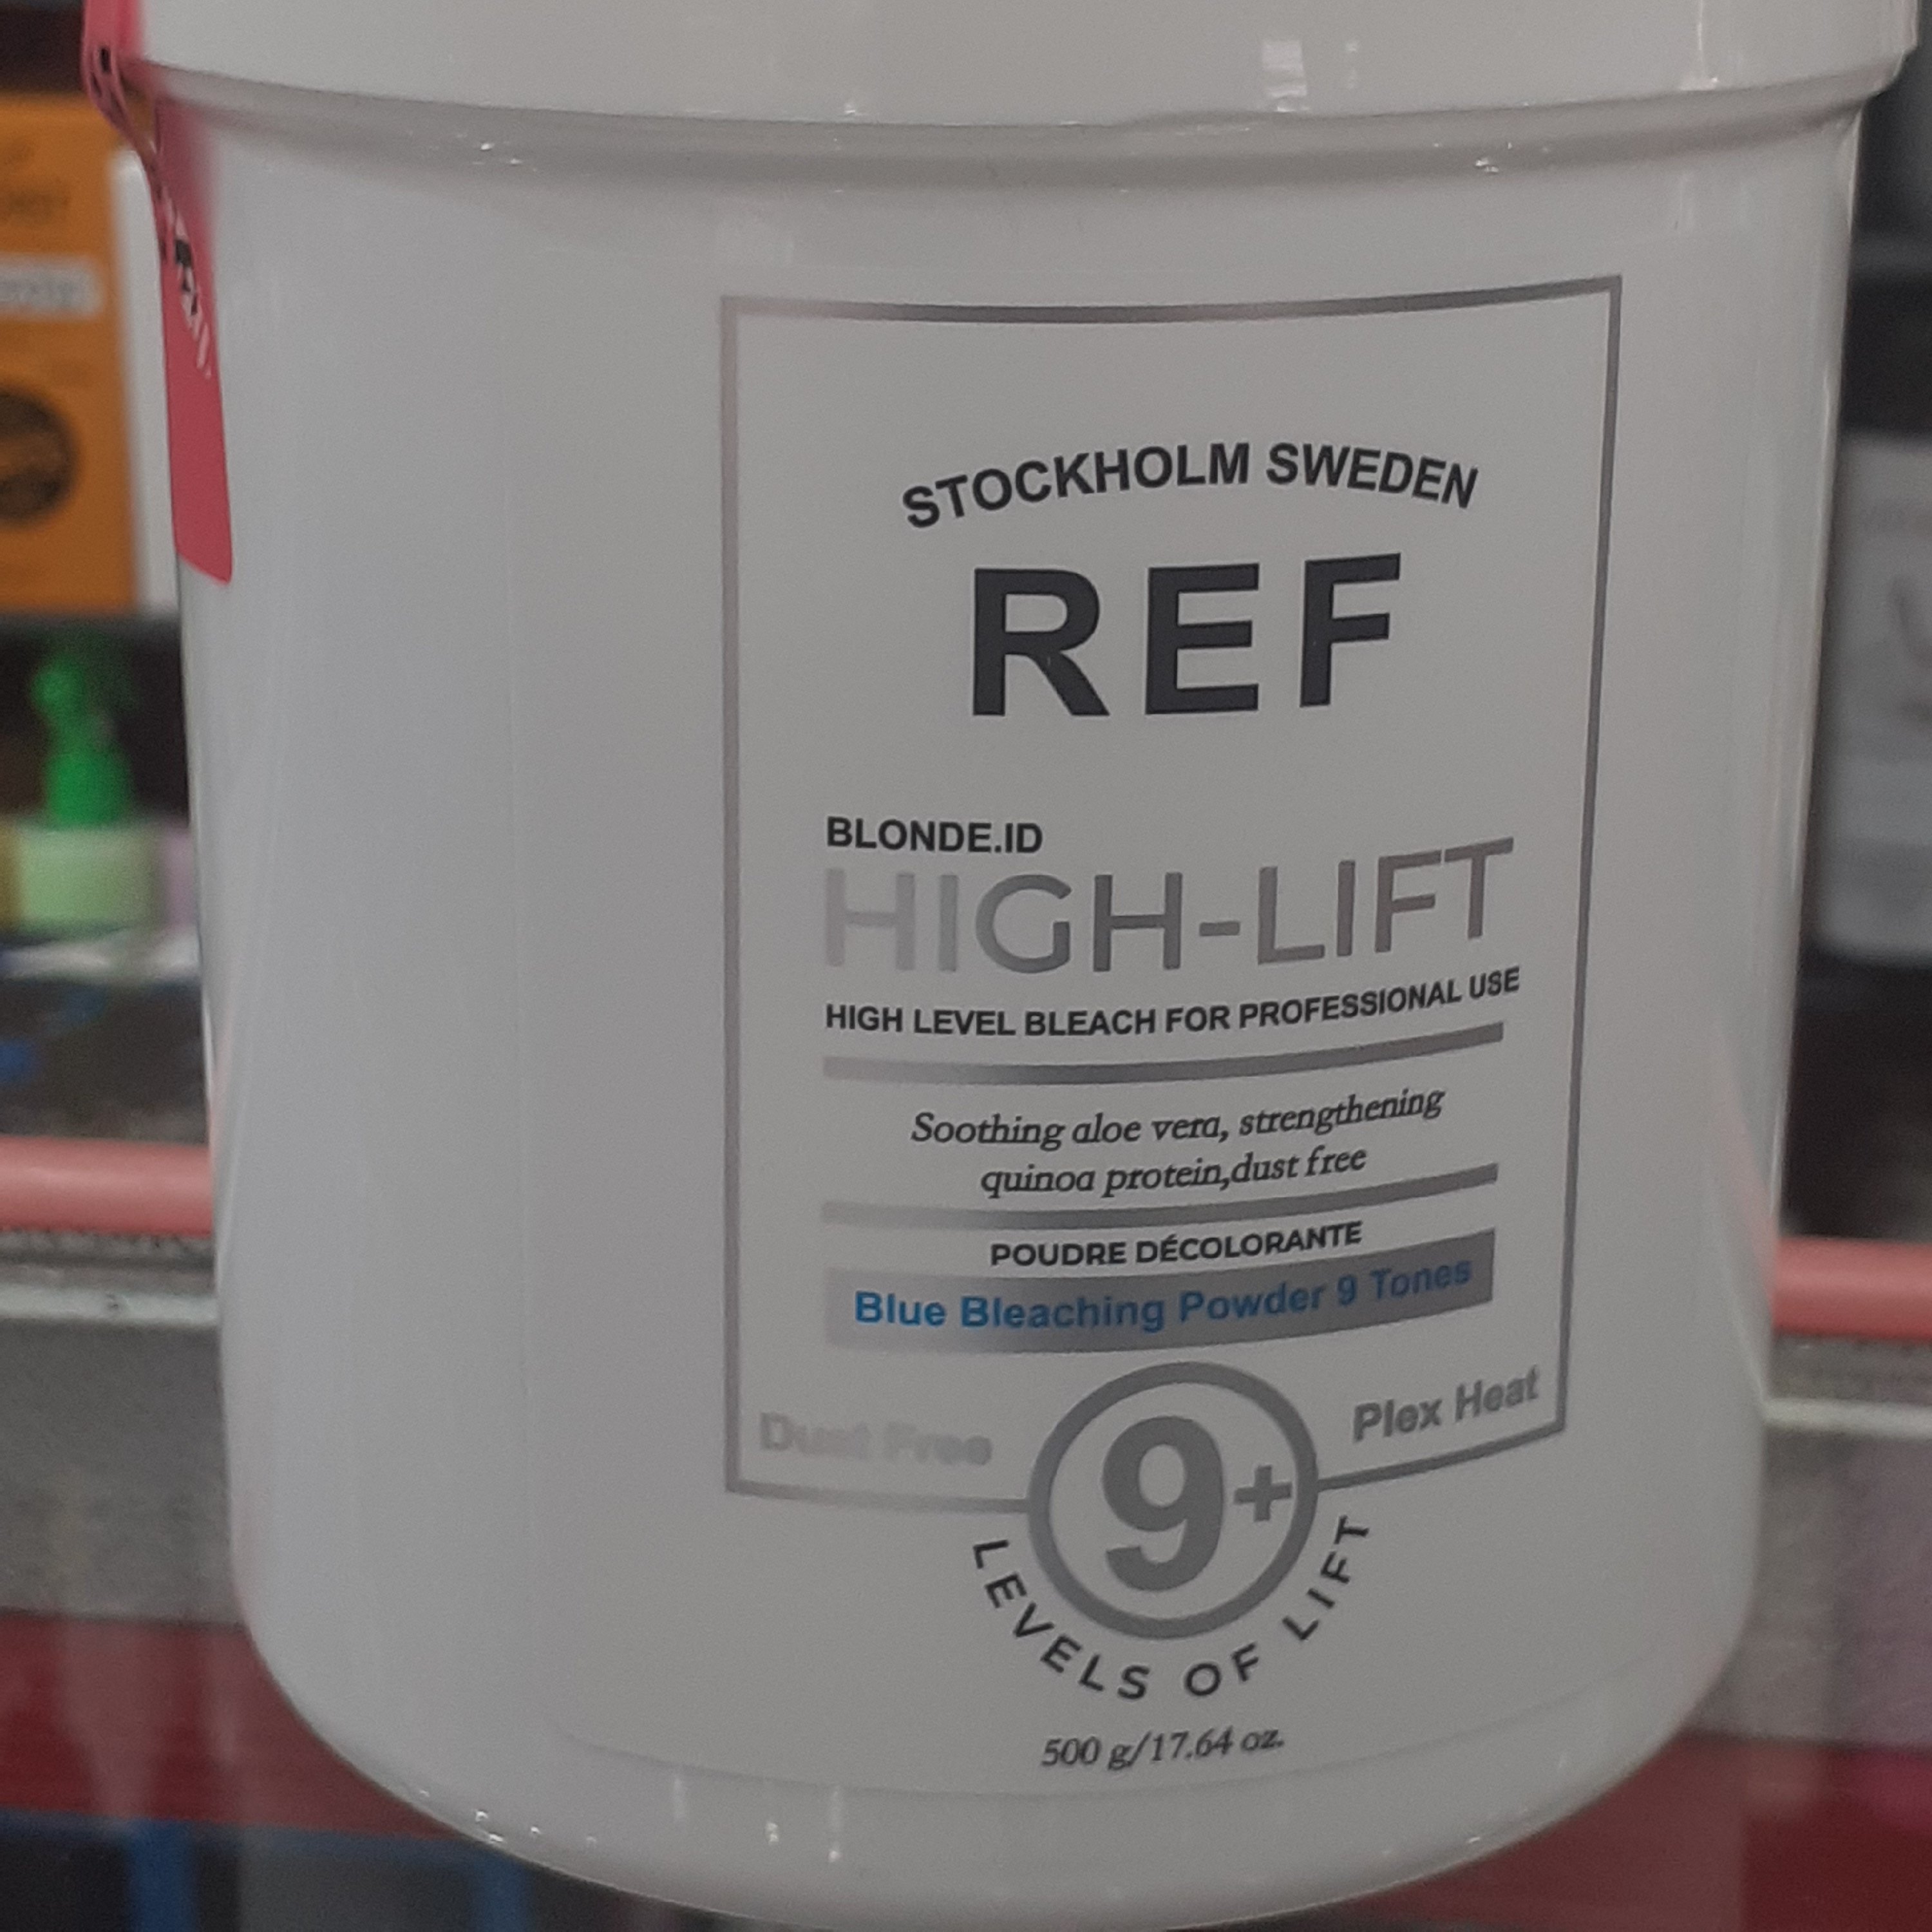 STOCKHOLM SWEDEN
REF
BLONDE.ID
HIGH-LIFT
HIGH LEVEL BLEACH FOR PROFESSIONAL USE
Soothing aloe vera, strengthening
quinoa protein,dust free
POUDRE DÉCOLORANTE
Blue Bleaching Powder 9 Tones
Dust Free
Plex Heat
9+
LEVELS OF LIFT
500 g/17.64 oz.